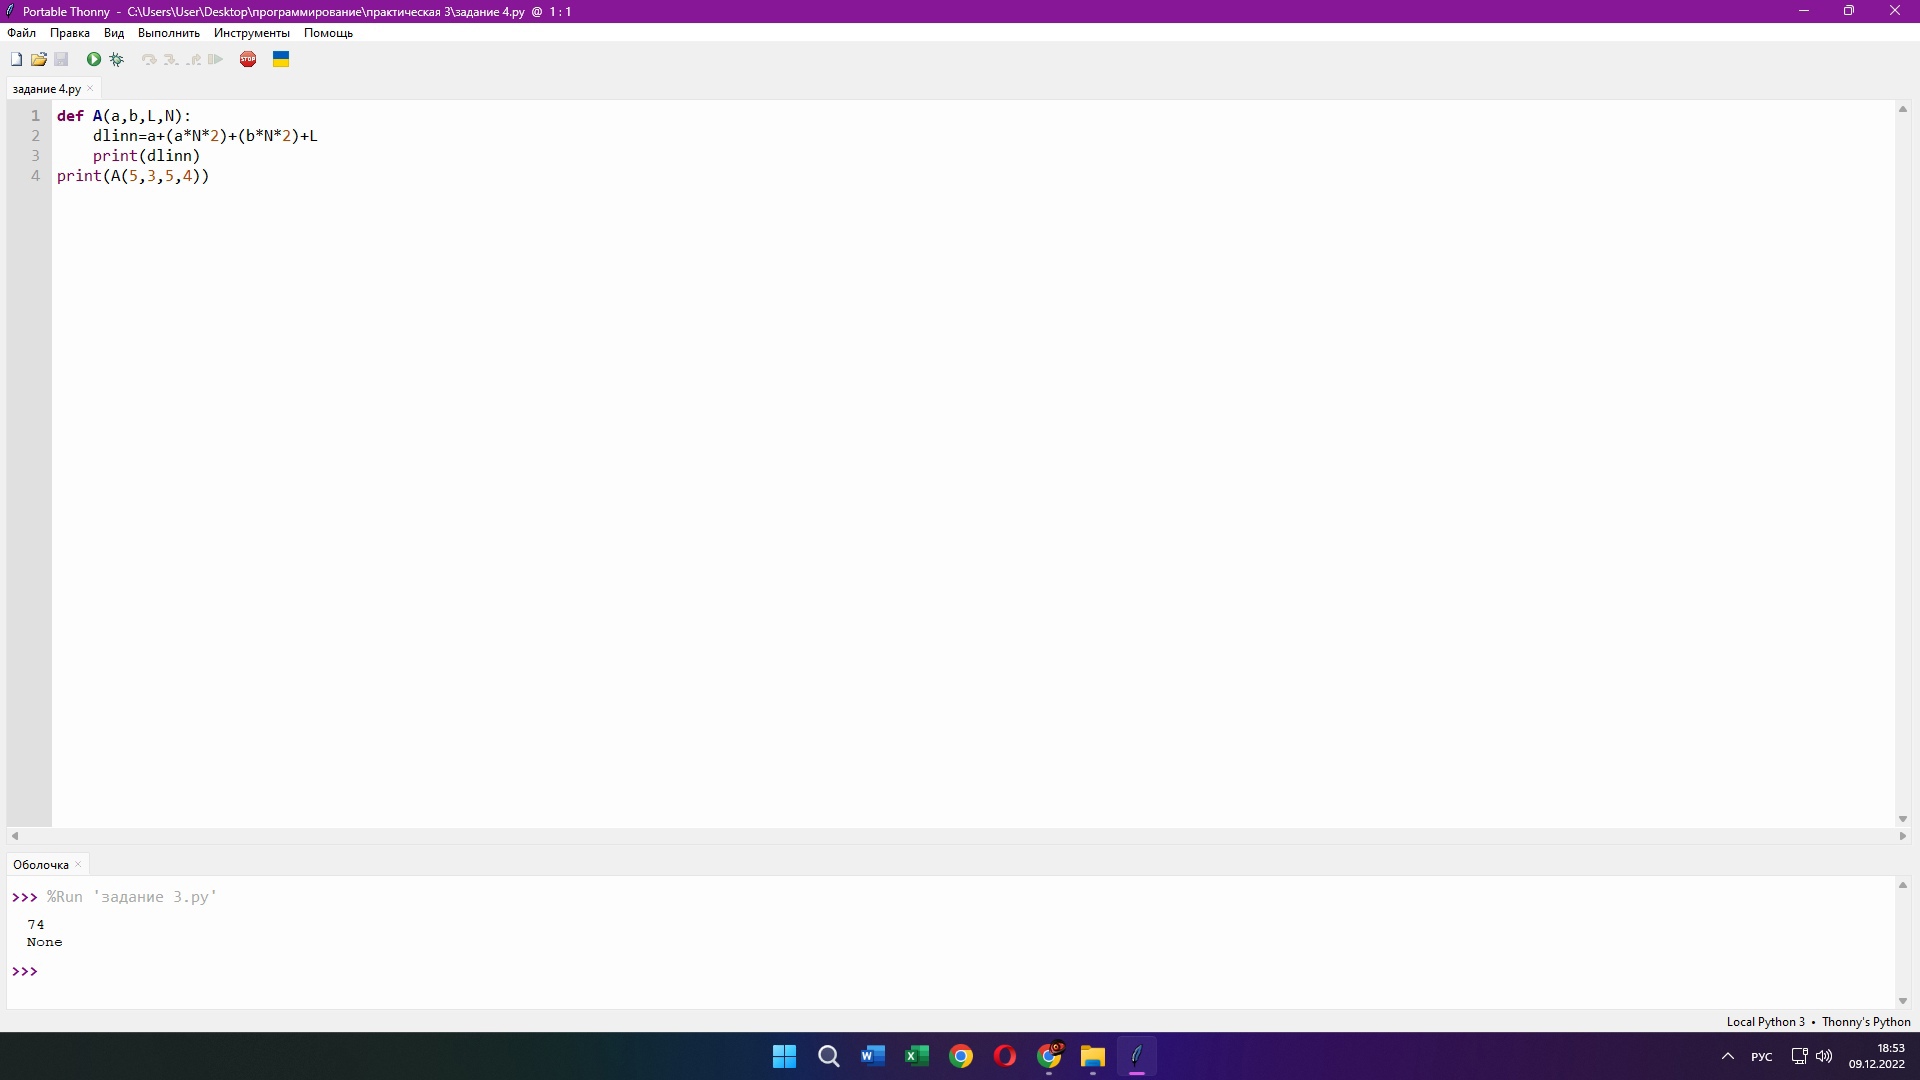 Portable Thonny - C:\Users\User\Desktop\программирование\практическая 3\задание 4.py @ 1 : 1
Файл Правка Вид Выполнить Инструменты Помощь
STOP
задание 4.py ×
1 def A(a,b,L,N):
2     dlinn=a+(a*N*2)+(b*N*2)+L
3     print(dlinn)
4 print(A(5,3,5,4))
Оболочка ×
>>> %Run 'задание 3.py'
74
None
>>>
Local Python 3 • Thonny's Python
РУС
18:53
09.12.2022